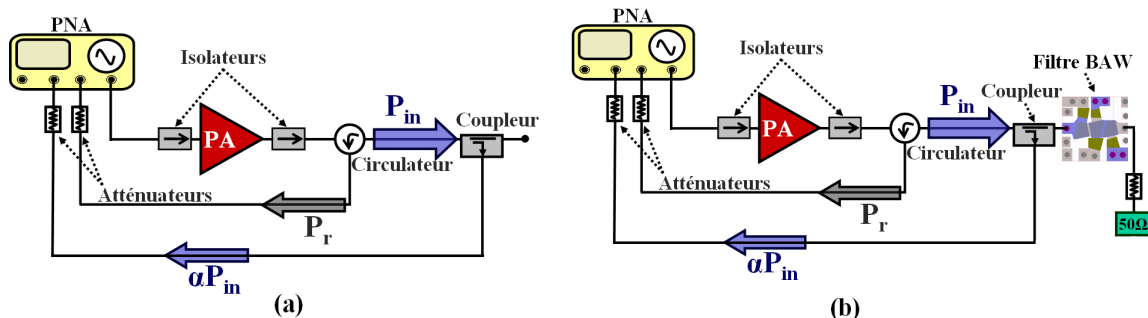 PNA
Isolateurs
PA
P_in
Coupleur
Circulateur
Atténuateurs
P_r
αP_in
(a)
PNA
Isolateurs
PA
P_in
Coupleur
Filtre BAW
Circulateur
Atténuateurs
P_r
αP_in
50Ω
(b)